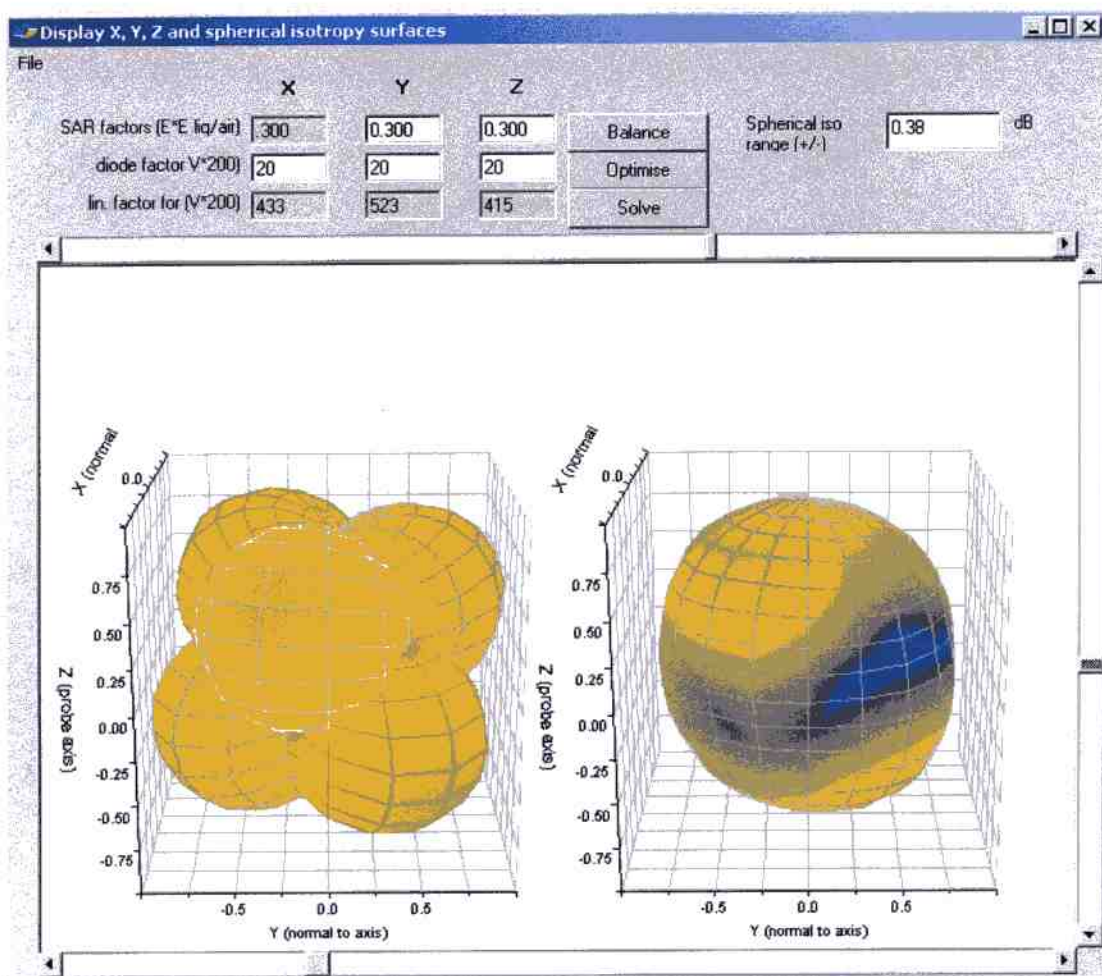 Display X, Y, Z and spherical isotropy surfaces
File
X Y Z
SAR factors (E*E liq/air) .300 0.300 0.300 Balance Spherical iso range (+/-) 0.38 dB
diode factor V*200) 20 20 20 Optimise
lin. factor for (V*200) 433 523 415 Solve
X (normal
0.0
0.75
0.50
0.25
0.00
-0.25
-0.50
-0.75
Z (probe axis)
-0.5 0.0 0.5
Y (normal to axis)
X (normal
0.0
0.75
0.50
0.25
0.00
-0.25
-0.50
-0.75
Z (probe axis)
-0.5 0.0 0.5
Y (normal to axis)